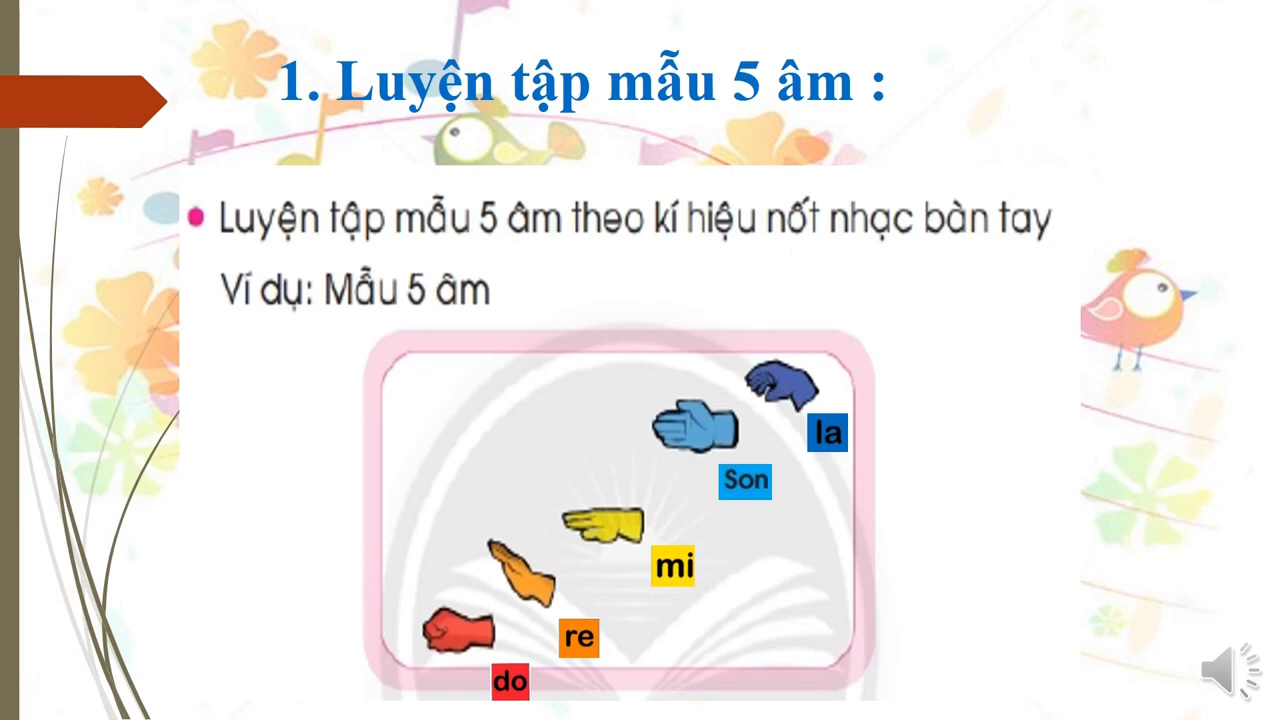 1. Luyện tập mẫu 5 âm :
Luyện tập mẫu 5 âm theo kí hiệu nốt nhạc bàn tay
Ví dụ: Mẫu 5 âm
la
Son
mi
re
do